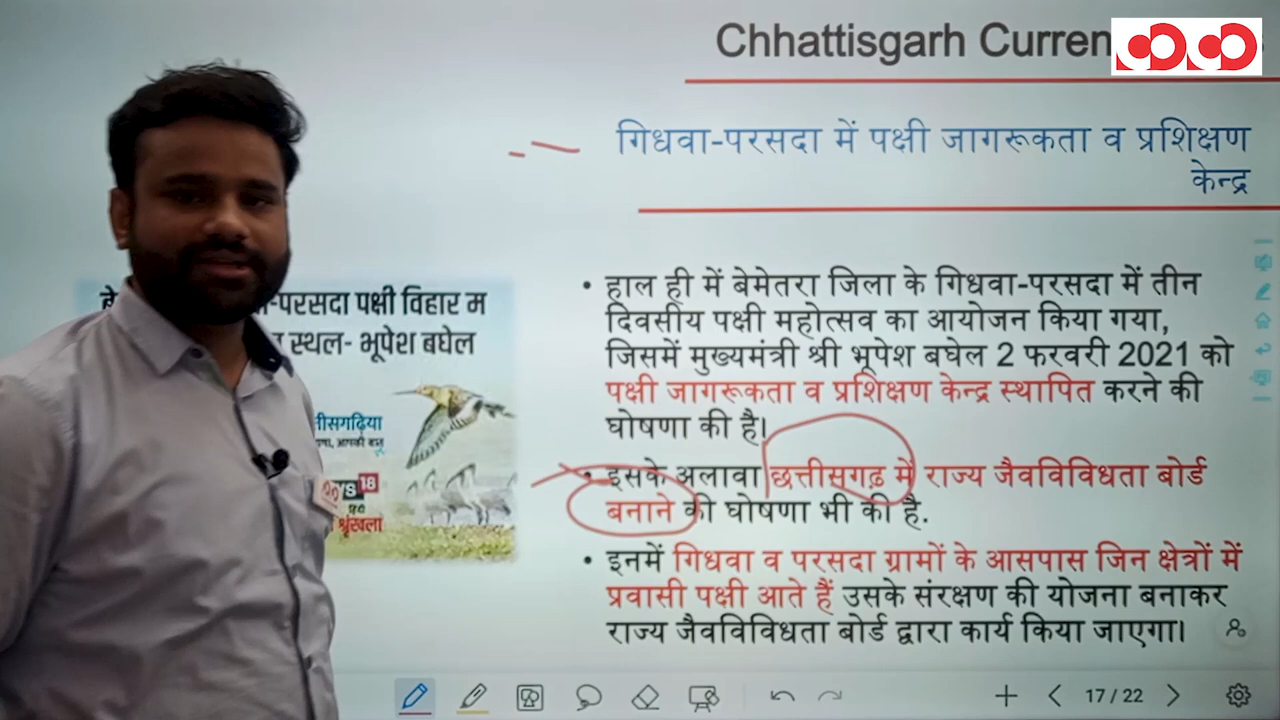 Chhattisgarh Curren
गिधवा-परसदा में पक्षी जागरूकता व प्रशिक्षण
केन्द्र
-परसदा पक्षी विहार म
स्थल- भूपेश बघेल
तीसगढ़िया
18
श्रृंखला
• हाल ही में बेमेतरा जिला के गिधवा-परसदा में तीन
दिवसीय पक्षी महोत्सव का आयोजन किया गया,
जिसमें मुख्यमंत्री श्री भूपेश बघेल 2 फरवरी 2021 को
पक्षी जागरूकता व प्रशिक्षण केन्द्र स्थापित करने की
घोषणा की है।
• इसके अलावा छत्तीसगढ़ में राज्य जैवविविधता बोर्ड
बनाने की घोषणा भी की है.
• इनमें गिधवा व परसदा ग्रामों के आसपास जिन क्षेत्रों में
प्रवासी पक्षी आते हैं उसके संरक्षण की योजना बनाकर
राज्य जैवविविधता बोर्ड द्वारा कार्य किया जाएगा।
17 / 22